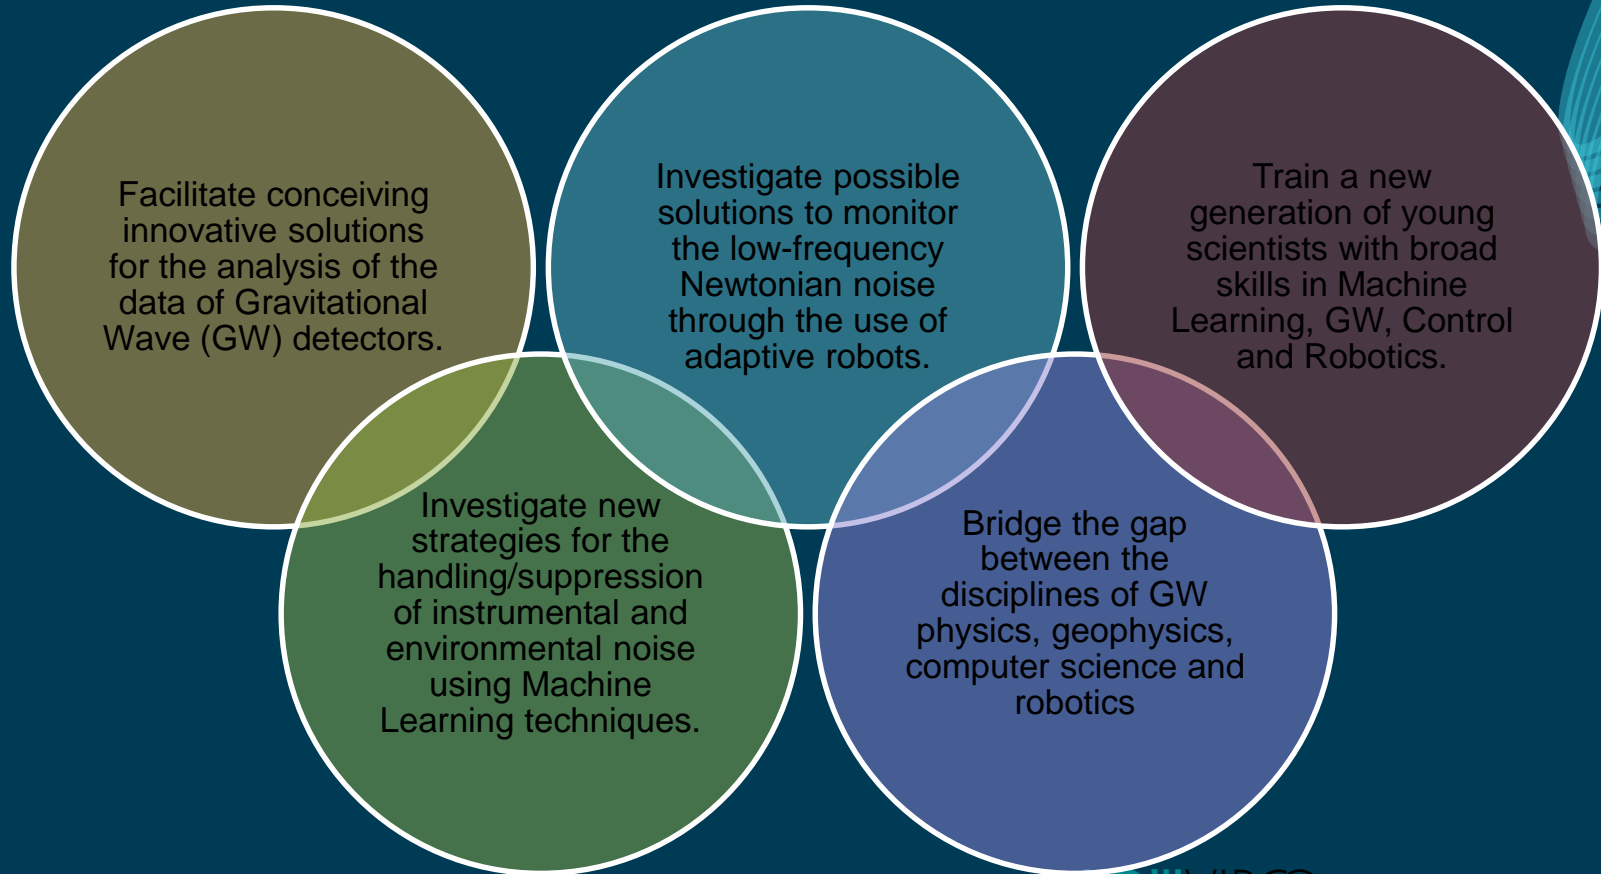 Facilitate conceiving
innovative solutions
for the analysis of the
data of Gravitational
Wave (GW) detectors.
Investigate new
strategies for the
handling/suppression
of instrumental and
environmental noise
using Machine
Learning techniques.
Investigate possible
solutions to monitor
the low-frequency
Newtonian noise
through the use of
adaptive robots.
Bridge the gap
between the
disciplines of GW
physics, geophysics,
computer science and
robotics
Train a new
generation of young
scientists with broad
skills in Machine
Learning, GW, Control
and Robotics.